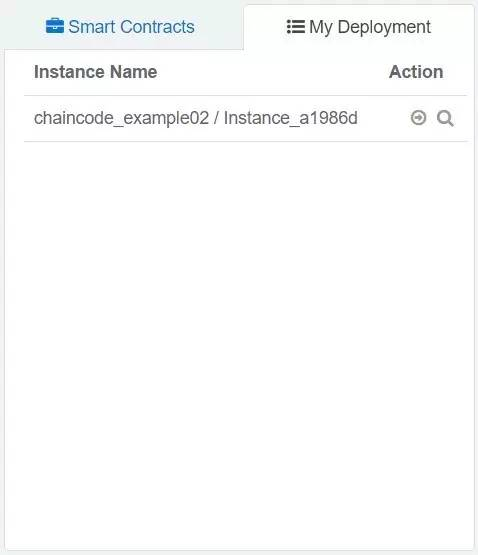 Smart Contracts My Deployment
Instance Name Action
chaincode_example02 / Instance_a1986d